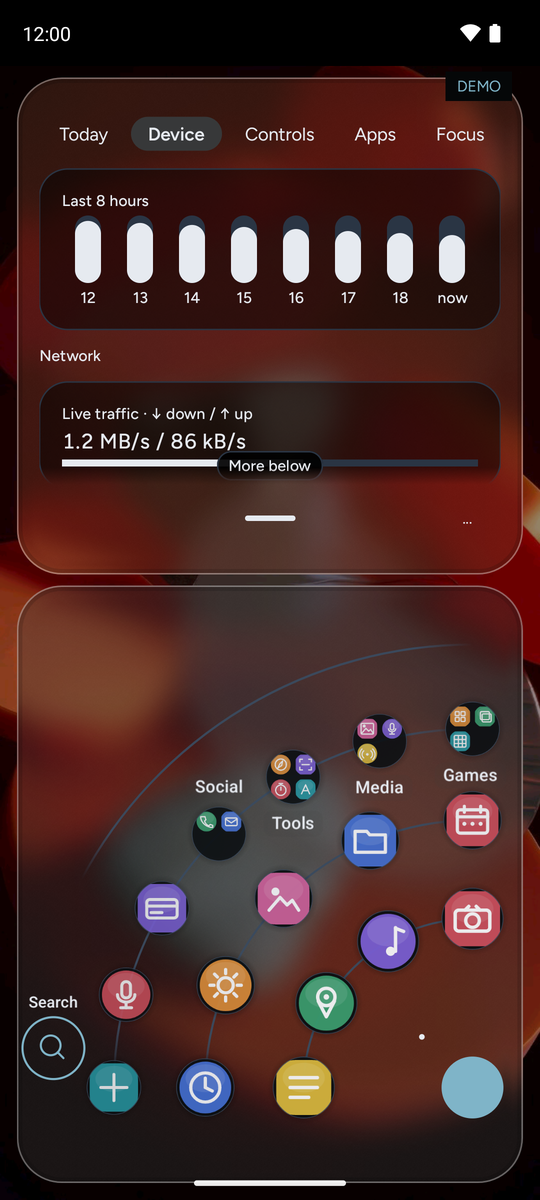 12:00
DEMO
Today Device Controls Apps Focus
Last 8 hours
12 13 14 15 16 17 18 now
Network
Live traffic · ↓ down / ↑ up
1.2 MB/s / 86 kB/s
More below
...
Social
Tools
Media
Games
Search